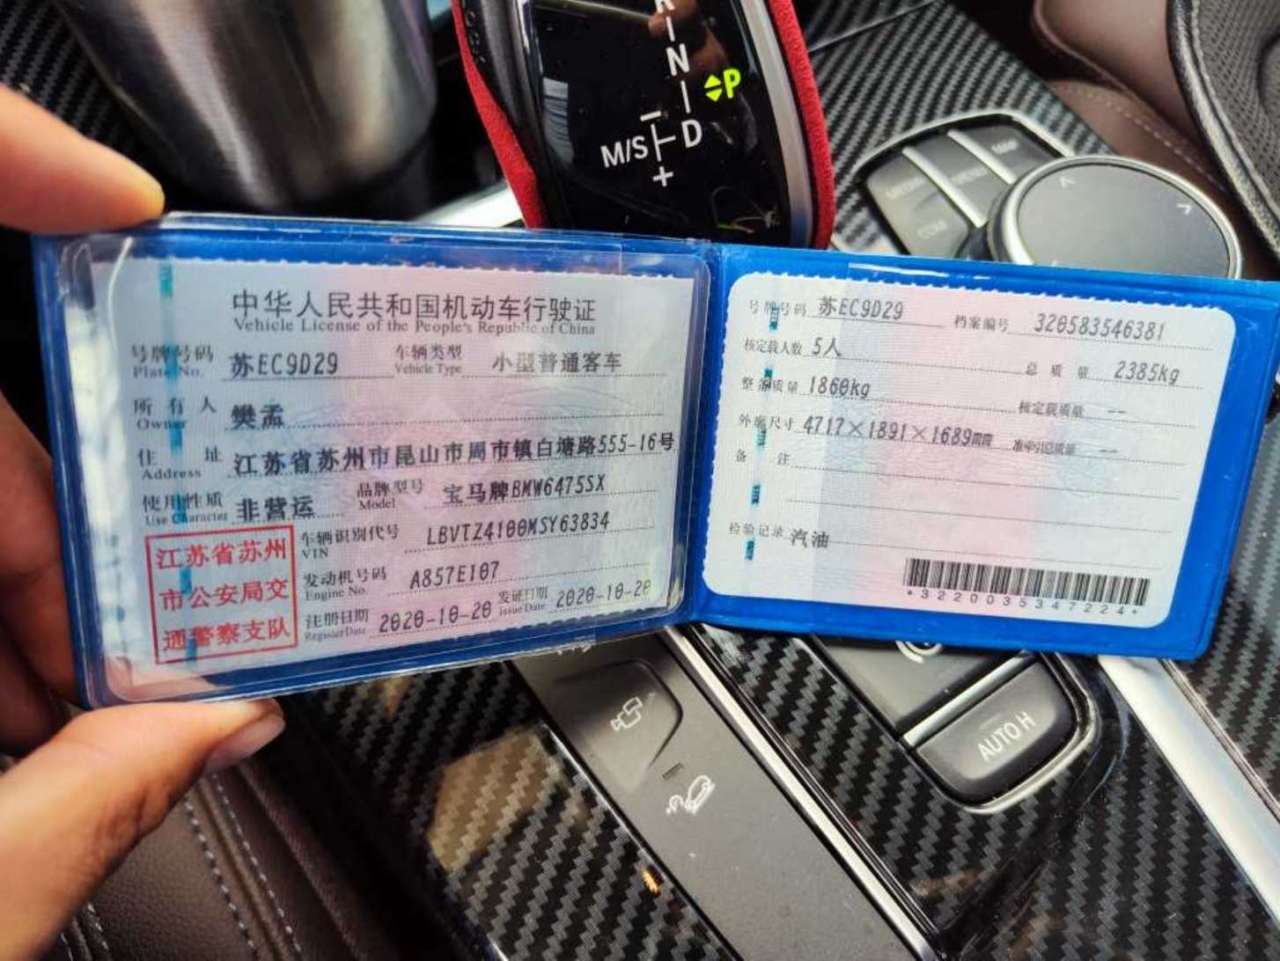 N
P
M/S
D
+
MENU
MAP
COM
中华人民共和国机动车行驶证
Vehicle License of the People's Republic of China
号牌号码 苏EC9D29 车辆类型 小型普通客车
Plate No. Vehicle Type
所有人 樊孟
Owner
住址 江苏省苏州市昆山市周市镇白塘路555-16号
Address
使用性质 非营运 品牌型号 宝马牌BMW6475SX
Use Character Model
江苏省苏州
市公安局交
通警察支队
车辆识别代号 LBVTZ4100MSY63834
VIN
发动机号码 A857E107
Engine No.
注册日期 2020-10-20 发证日期 2020-10-20
Register Date Issue Date
号牌号码 苏EC9D29 档案编号 320583546381
核定载人数 5人 总质量 2385kg
整备质量 1860kg 核定载质量 --
外廓尺寸 4717×1891×1689mm 准牵引总质量 --
备注
检验记录 汽油
*3220035347224*
AUTO H